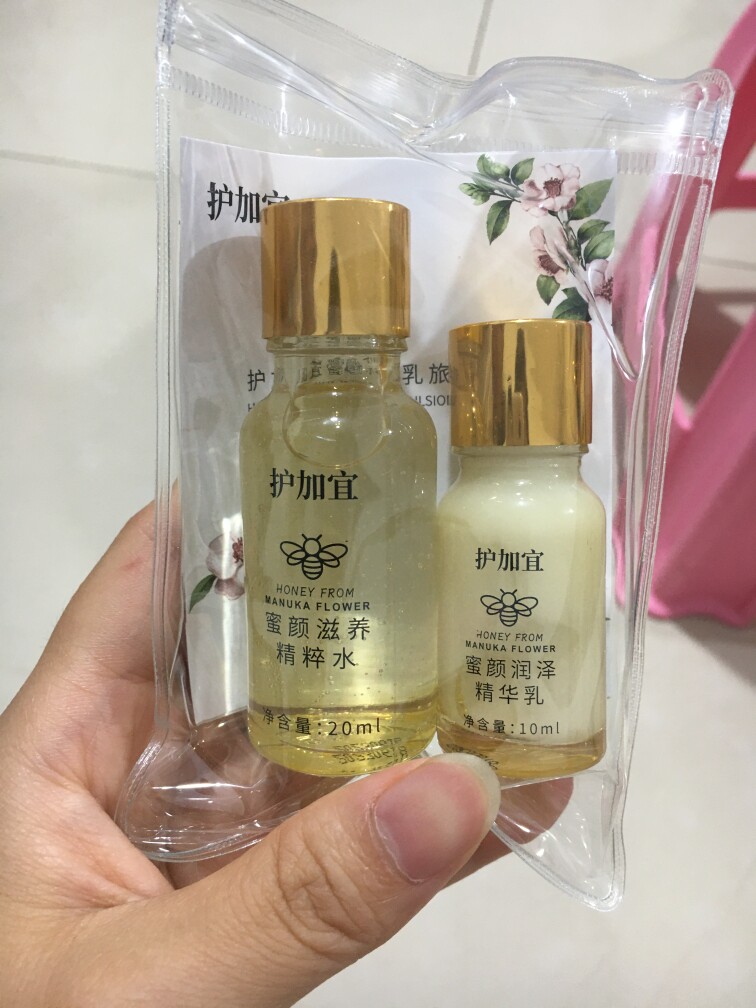 护加宜
乳旅
护加宜
HONEY FROM
MANUKA FLOWER
蜜颜滋养
精粹水
净含量:20ml
护加宜
HONEY FROM
MANUKA FLOWER
蜜颜润泽
精华乳
净含量:10ml